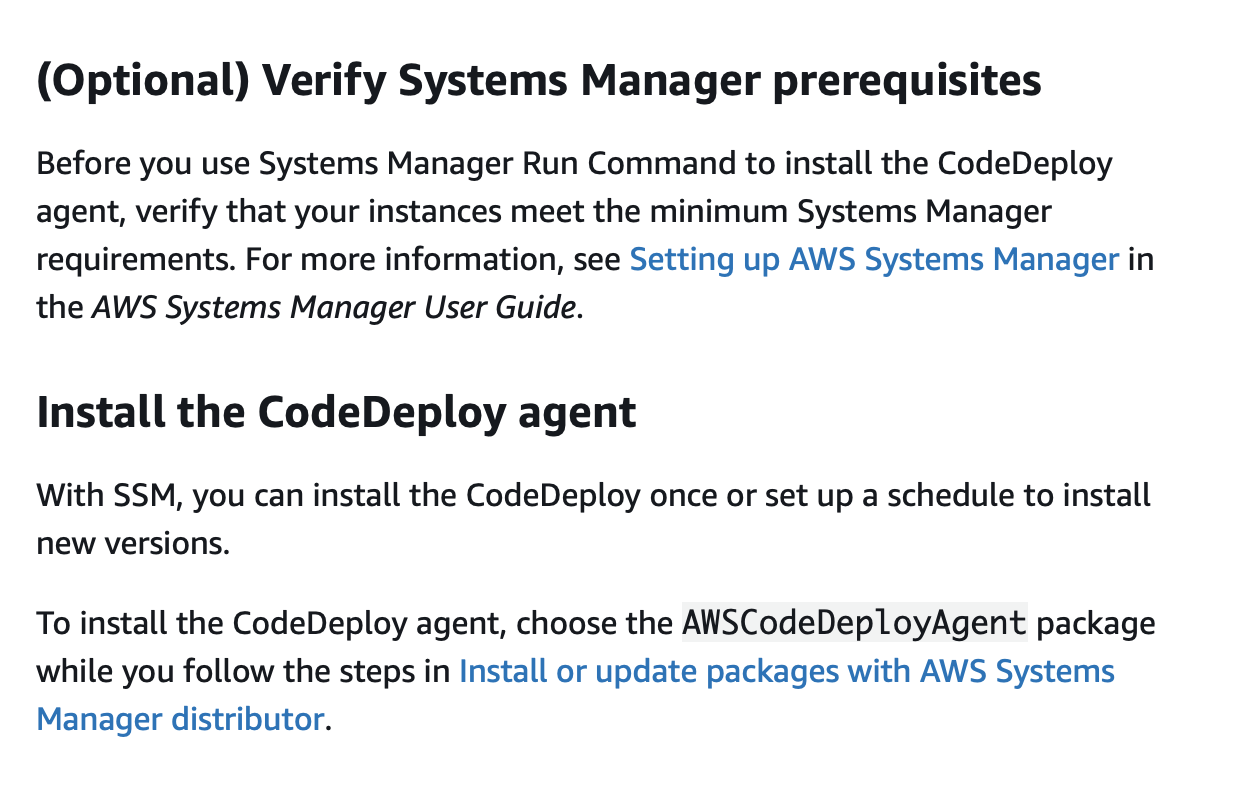 (Optional) Verify Systems Manager prerequisites
Before you use Systems Manager Run Command to install the CodeDeploy
agent, verify that your instances meet the minimum Systems Manager
requirements. For more information, see Setting up AWS Systems Manager in
the AWS Systems Manager User Guide.
Install the CodeDeploy agent
With SSM, you can install the CodeDeploy once or set up a schedule to install
new versions.
To install the CodeDeploy agent, choose the AWSCodeDeployAgent package
while you follow the steps in Install or update packages with AWS Systems
Manager distributor.